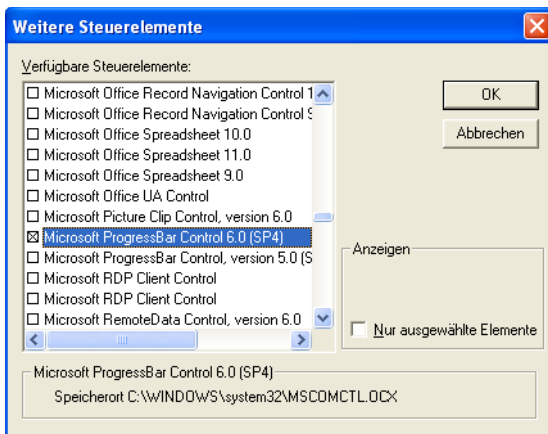 Weitere Steuerelemente
Verfügbare Steuerelemente:
Microsoft Office Record Navigation Control 1
Microsoft Office Record Navigation Control 9
Microsoft Office Spreadsheet 10.0
Microsoft Office Spreadsheet 11.0
Microsoft Office Spreadsheet 9.0
Microsoft Office UA Control
Microsoft Picture Clip Control, version 6.0
Microsoft ProgressBar Control 6.0 (SP4)
Microsoft ProgressBar Control, version 5.0 (S
Microsoft RDP Client Control
Microsoft RDP Client Control
Microsoft RemoteData Control, version 6.0
OK
Abbrechen
Anzeigen
Nur ausgewählte Elemente
Microsoft ProgressBar Control 6.0 (SP4)
Speicherort C:\WINDOWS\system32\MSCOMCTL.OCX